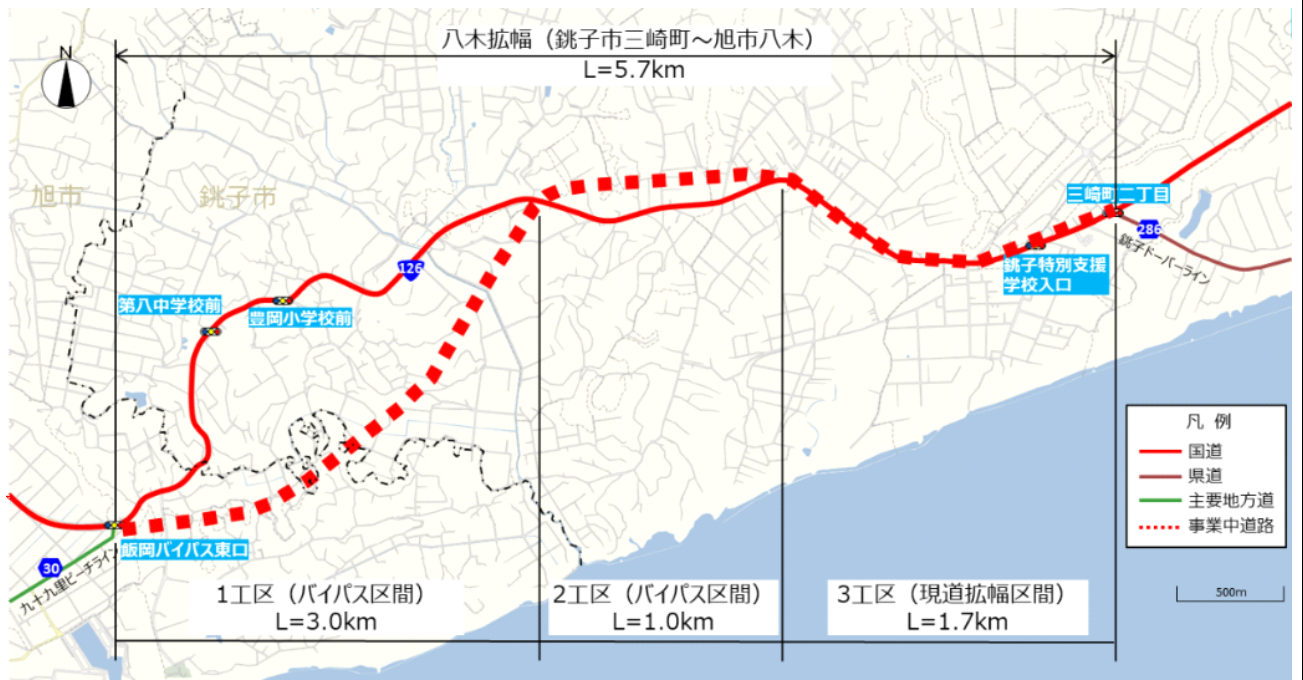 八木拡幅（銚子市三崎町～旭市八木）
L=5.7km
N
旭市
銚子市
三崎町二丁目
286
銚子ドーバーライン
銚子特別支援
学校入口
126
第八中学校前
豊岡小学校前
飯岡バイパス東口
30
九十九里ビーチライン
凡 例
国道
県道
主要地方道
事業中道路
500m
1工区（バイパス区間）
L=3.0km
2工区（バイパス区間）
L=1.0km
3工区（現道拡幅区間）
L=1.7km